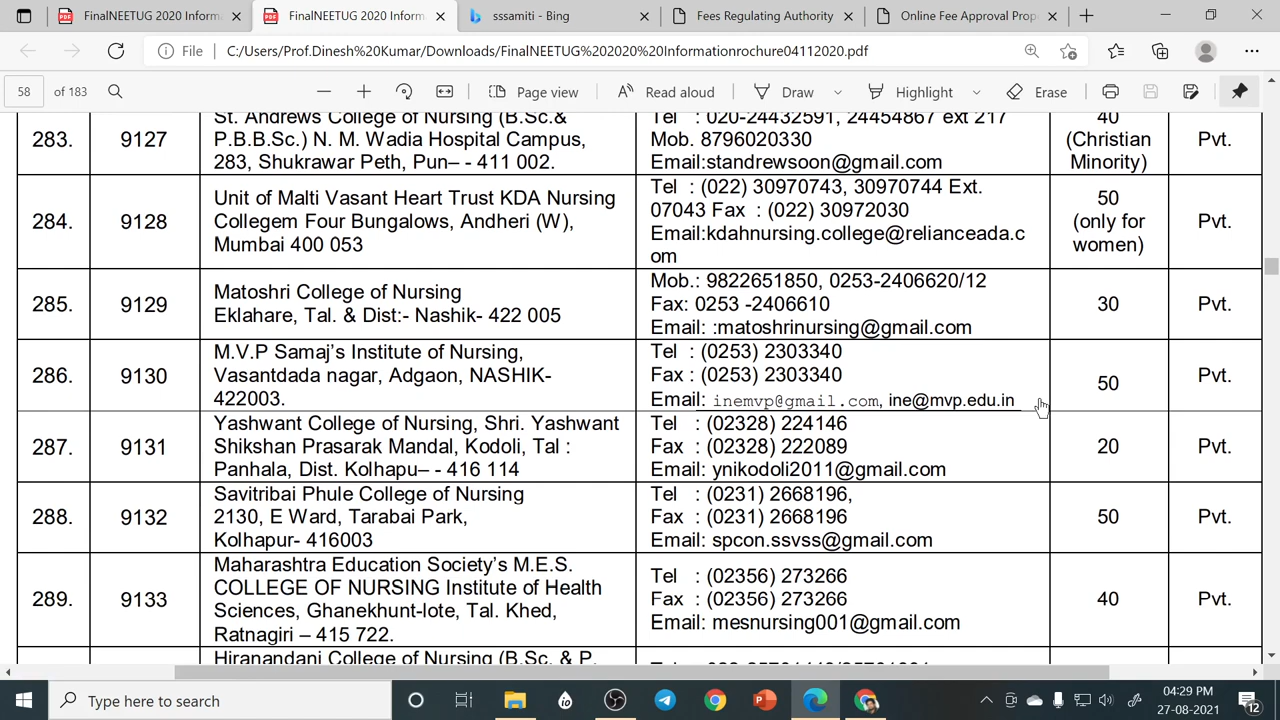 FinalNEETUG 2020 Inform
FinalNEETUG 2020 Inform
sssamiti - Bing
Fees Regulating Authority
Online Fee Approval Prop
File
C:/Users/Prof.Dinesh%20Kumar/Downloads/FinalNEETUG%202020%20Informationrochure04112020.pdf
58 of 183
Page view
Read aloud
Draw
Highlight
Erase
283. 9127
St. Andrews College of Nursing (B.Sc.&
P.B.B.Sc.) N. M. Wadia Hospital Campus,
283, Shukrawar Peth, Pun– - 411 002.
Tel : 020-24432591, 24454867 ext 217
Mob. 8796020330
Email:standrewsoon@gmail.com
40
(Christian
Minority)
Pvt.
284. 9128
Unit of Malti Vasant Heart Trust KDA Nursing
Collegem Four Bungalows, Andheri (W),
Mumbai 400 053
Tel : (022) 30970743, 30970744 Ext.
07043 Fax : (022) 30972030
Email:kdahnursing.college@relianceada.c
om
50
(only for
women)
Pvt.
285. 9129
Matoshri College of Nursing
Eklahare, Tal. & Dist:- Nashik- 422 005
Mob.: 9822651850, 0253-2406620/12
Fax: 0253 -2406610
Email: :matoshrinursing@gmail.com
30
Pvt.
286. 9130
M.V.P Samaj’s Institute of Nursing,
Vasantdada nagar, Adgaon, NASHIK-
422003.
Tel : (0253) 2303340
Fax : (0253) 2303340
Email: inemvp@gmail.com, ine@mvp.edu.in
50
Pvt.
287. 9131
Yashwant College of Nursing, Shri. Yashwant
Shikshan Prasarak Mandal, Kodoli, Tal :
Panhala, Dist. Kolhapu– - 416 114
Tel : (02328) 224146
Fax : (02328) 222089
Email: ynikodoli2011@gmail.com
20
Pvt.
288. 9132
Savitribai Phule College of Nursing
2130, E Ward, Tarabai Park,
Kolhapur- 416003
Tel : (0231) 2668196,
Fax : (0231) 2668196
Email: spcon.ssvss@gmail.com
50
Pvt.
289. 9133
Maharashtra Education Society’s M.E.S.
COLLEGE OF NURSING Institute of Health
Sciences, Ghanekhunt-lote, Tal. Khed,
Ratnagiri – 415 722.
Tel : (02356) 273266
Fax : (02356) 273266
Email: mesnursing001@gmail.com
40
Pvt.
Hiranandani College of Nursing (B.Sc. & P.
Type here to search
04:29 PM
27-08-2021
12